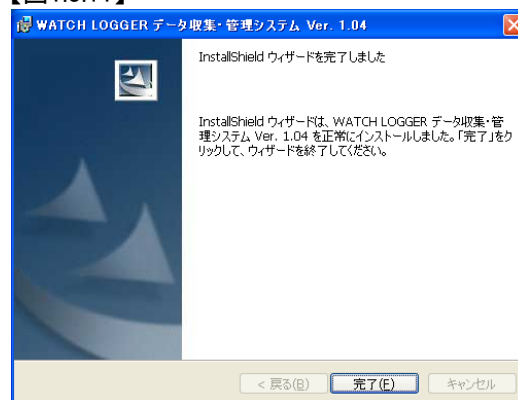 WATCH LOGGER データ収集・管理システム Ver. 1.04
InstallShield ウィザードを完了しました
InstallShield ウィザードは、WATCH LOGGER データ収集・管
理システム Ver. 1.04 を正常にインストールしました。「完了」をク
リックして、ウィザードを終了してください。
< 戻る(B)
完了(F)
キャンセル